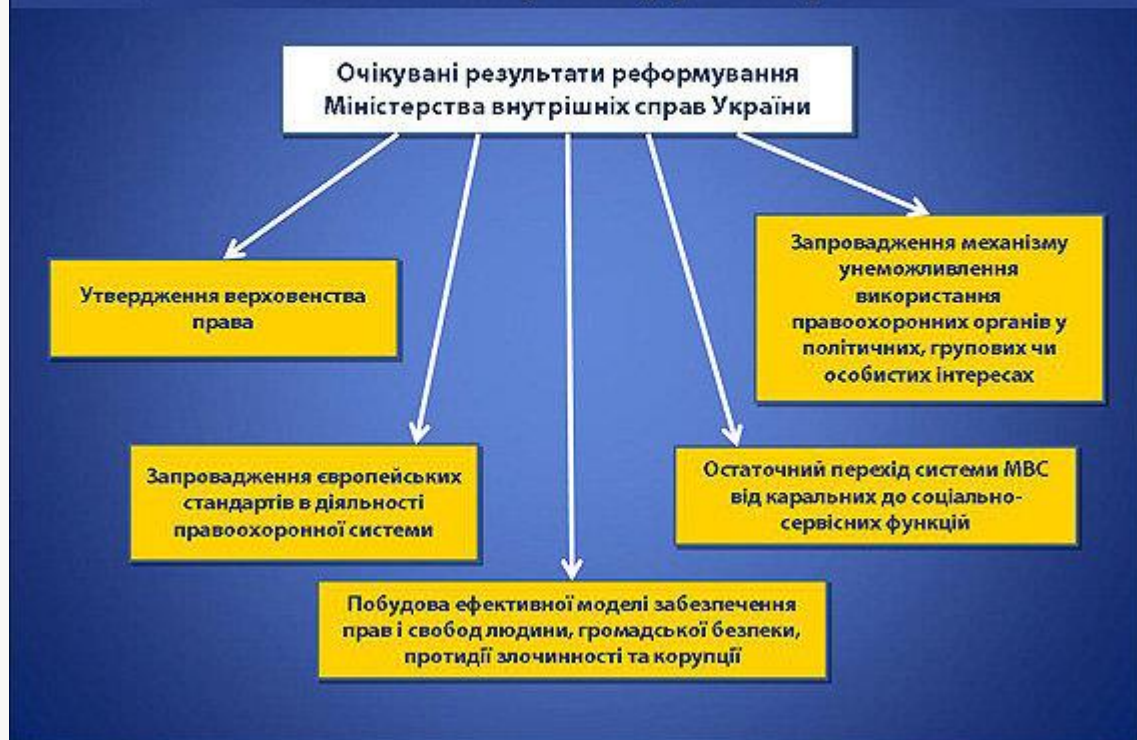 Очікувані результати реформування
Міністерства внутрішніх справ України
Утвердження верховенства
права
Запровадження європейських
стандартів в діяльності
правоохоронної системи
Побудова ефективної моделі забезпечення
прав і свобод людини, громадської безпеки,
протидії злочинності та корупції
Остаточний перехід системи МВС
від каральних до соціально-
сервісних функцій
Запровадження механізму
унеможливлення
використання
правоохоронних органів у
політичних, групових чи
особистих інтересах